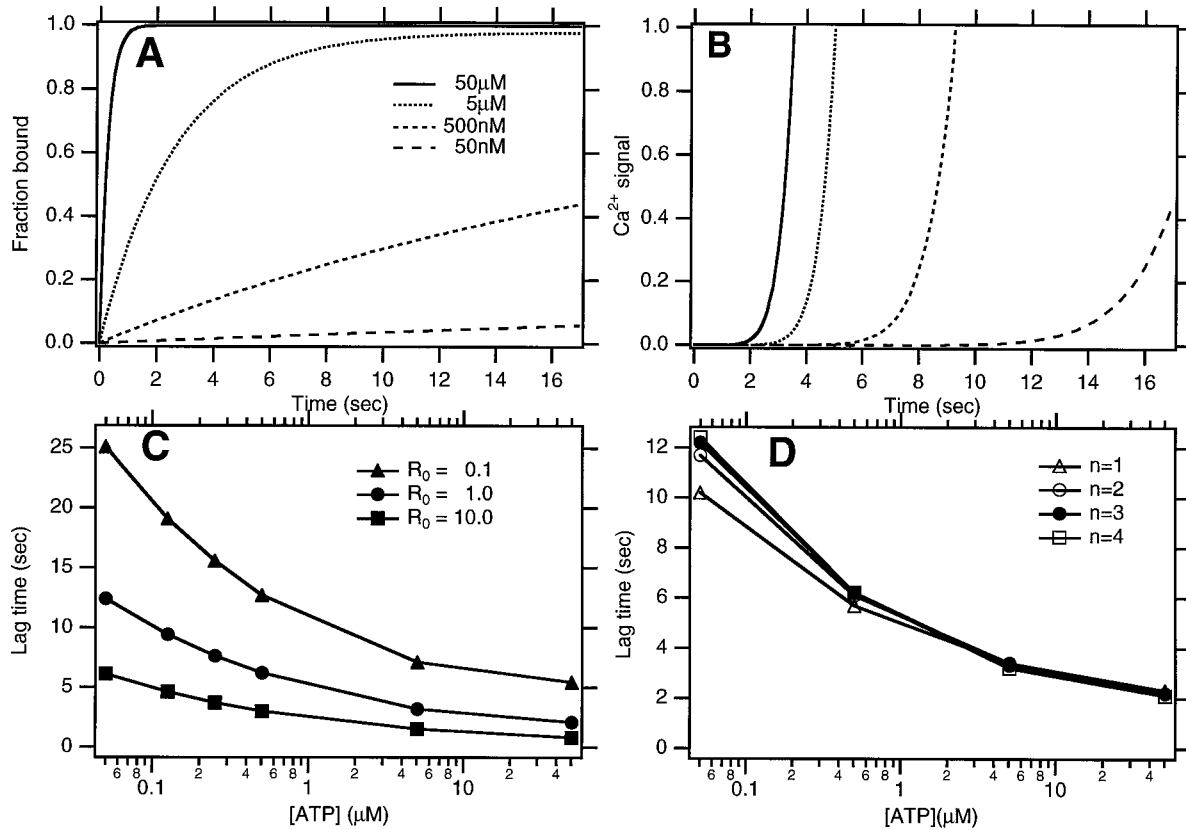 A
Fraction bound
1.0
0.8
0.6
0.4
0.2
0.0
50μM
5μM
500nM
50nM
0 2 4 6 8 10 12 14 16
Time (sec)
B
Ca2+ signal
1.0
0.8
0.6
0.4
0.2
0.0
0 2 4 6 8 10 12 14 16
Time (sec)
C
Lag time (sec)
25
20
15
10
5
0
R0 = 0.1
R0 = 1.0
R0 = 10.0
6 8 0.1 2 4 6 8 1 2 4 6 8 10 2 4
[ATP] (μM)
D
Lag time (sec)
12
10
8
6
4
2
0
n=1
n=2
n=3
n=4
6 8 0.1 2 4 6 8 1 2 4 6 8 10 2 4
[ATP](μM)